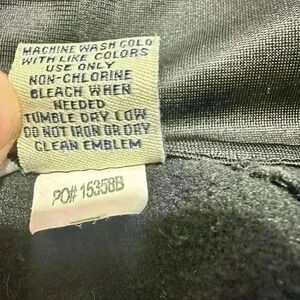 MACHINE WASH COLD
WITH LIKE COLORS
USE ONLY
NON-CHLORINE
BLEACH WHEN
NEEDED
TUMBLE DRY LOW
DO NOT IRON OR DRY
CLEAN EMBLEM
PO# 15358B